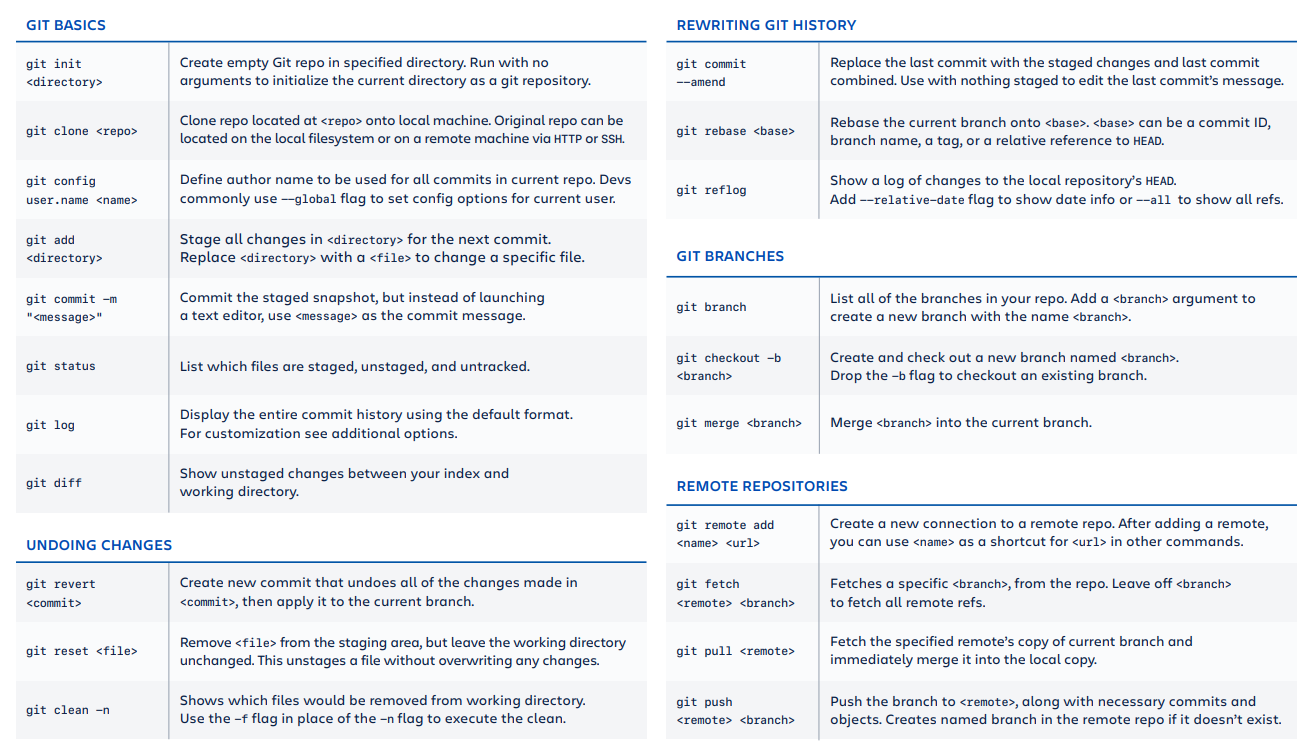 GIT BASICS
git init
<directory>
Create empty Git repo in specified directory. Run with no
arguments to initialize the current directory as a git repository.
git clone <repo>
Clone repo located at <repo> onto local machine. Original repo can be
located on the local filesystem or on a remote machine via HTTP or SSH.
git config
user.name <name>
Define author name to be used for all commits in current repo. Devs
commonly use --global flag to set config options for current user.
git add
<directory>
Stage all changes in <directory> for the next commit.
Replace <directory> with a <file> to change a specific file.
git commit -m
"<message>"
Commit the staged snapshot, but instead of launching
a text editor, use <message> as the commit message.
git status
List which files are staged, unstaged, and untracked.
git log
Display the entire commit history using the default format.
For customization see additional options.
git diff
Show unstaged changes between your index and
working directory.
UNDOING CHANGES
git revert
<commit>
Create new commit that undoes all of the changes made in
<commit>, then apply it to the current branch.
git reset <file>
Remove <file> from the staging area, but leave the working directory
unchanged. This unstages a file without overwriting any changes.
git clean -n
Shows which files would be removed from working directory.
Use the -f flag in place of the -n flag to execute the clean.
REWRITING GIT HISTORY
git commit
--amend
Replace the last commit with the staged changes and last commit
combined. Use with nothing staged to edit the last commit's message.
git rebase <base>
Rebase the current branch onto <base>. <base> can be a commit ID,
branch name, a tag, or a relative reference to HEAD.
git reflog
Show a log of changes to the local repository's HEAD.
Add --relative-date flag to show date info or --all to show all refs.
GIT BRANCHES
git branch
List all of the branches in your repo. Add a <branch> argument to
create a new branch with the name <branch>.
git checkout -b
<branch>
Create and check out a new branch named <branch>.
Drop the -b flag to checkout an existing branch.
git merge <branch>
Merge <branch> into the current branch.
REMOTE REPOSITORIES
git remote add
<name> <url>
Create a new connection to a remote repo. After adding a remote,
you can use <name> as a shortcut for <url> in other commands.
git fetch
<remote> <branch>
Fetches a specific <branch>, from the repo. Leave off <branch>
to fetch all remote refs.
git pull <remote>
Fetch the specified remote's copy of current branch and
immediately merge it into the local copy.
git push
<remote> <branch>
Push the branch to <remote>, along with necessary commits and
objects. Creates named branch in the remote repo if it doesn't exist.